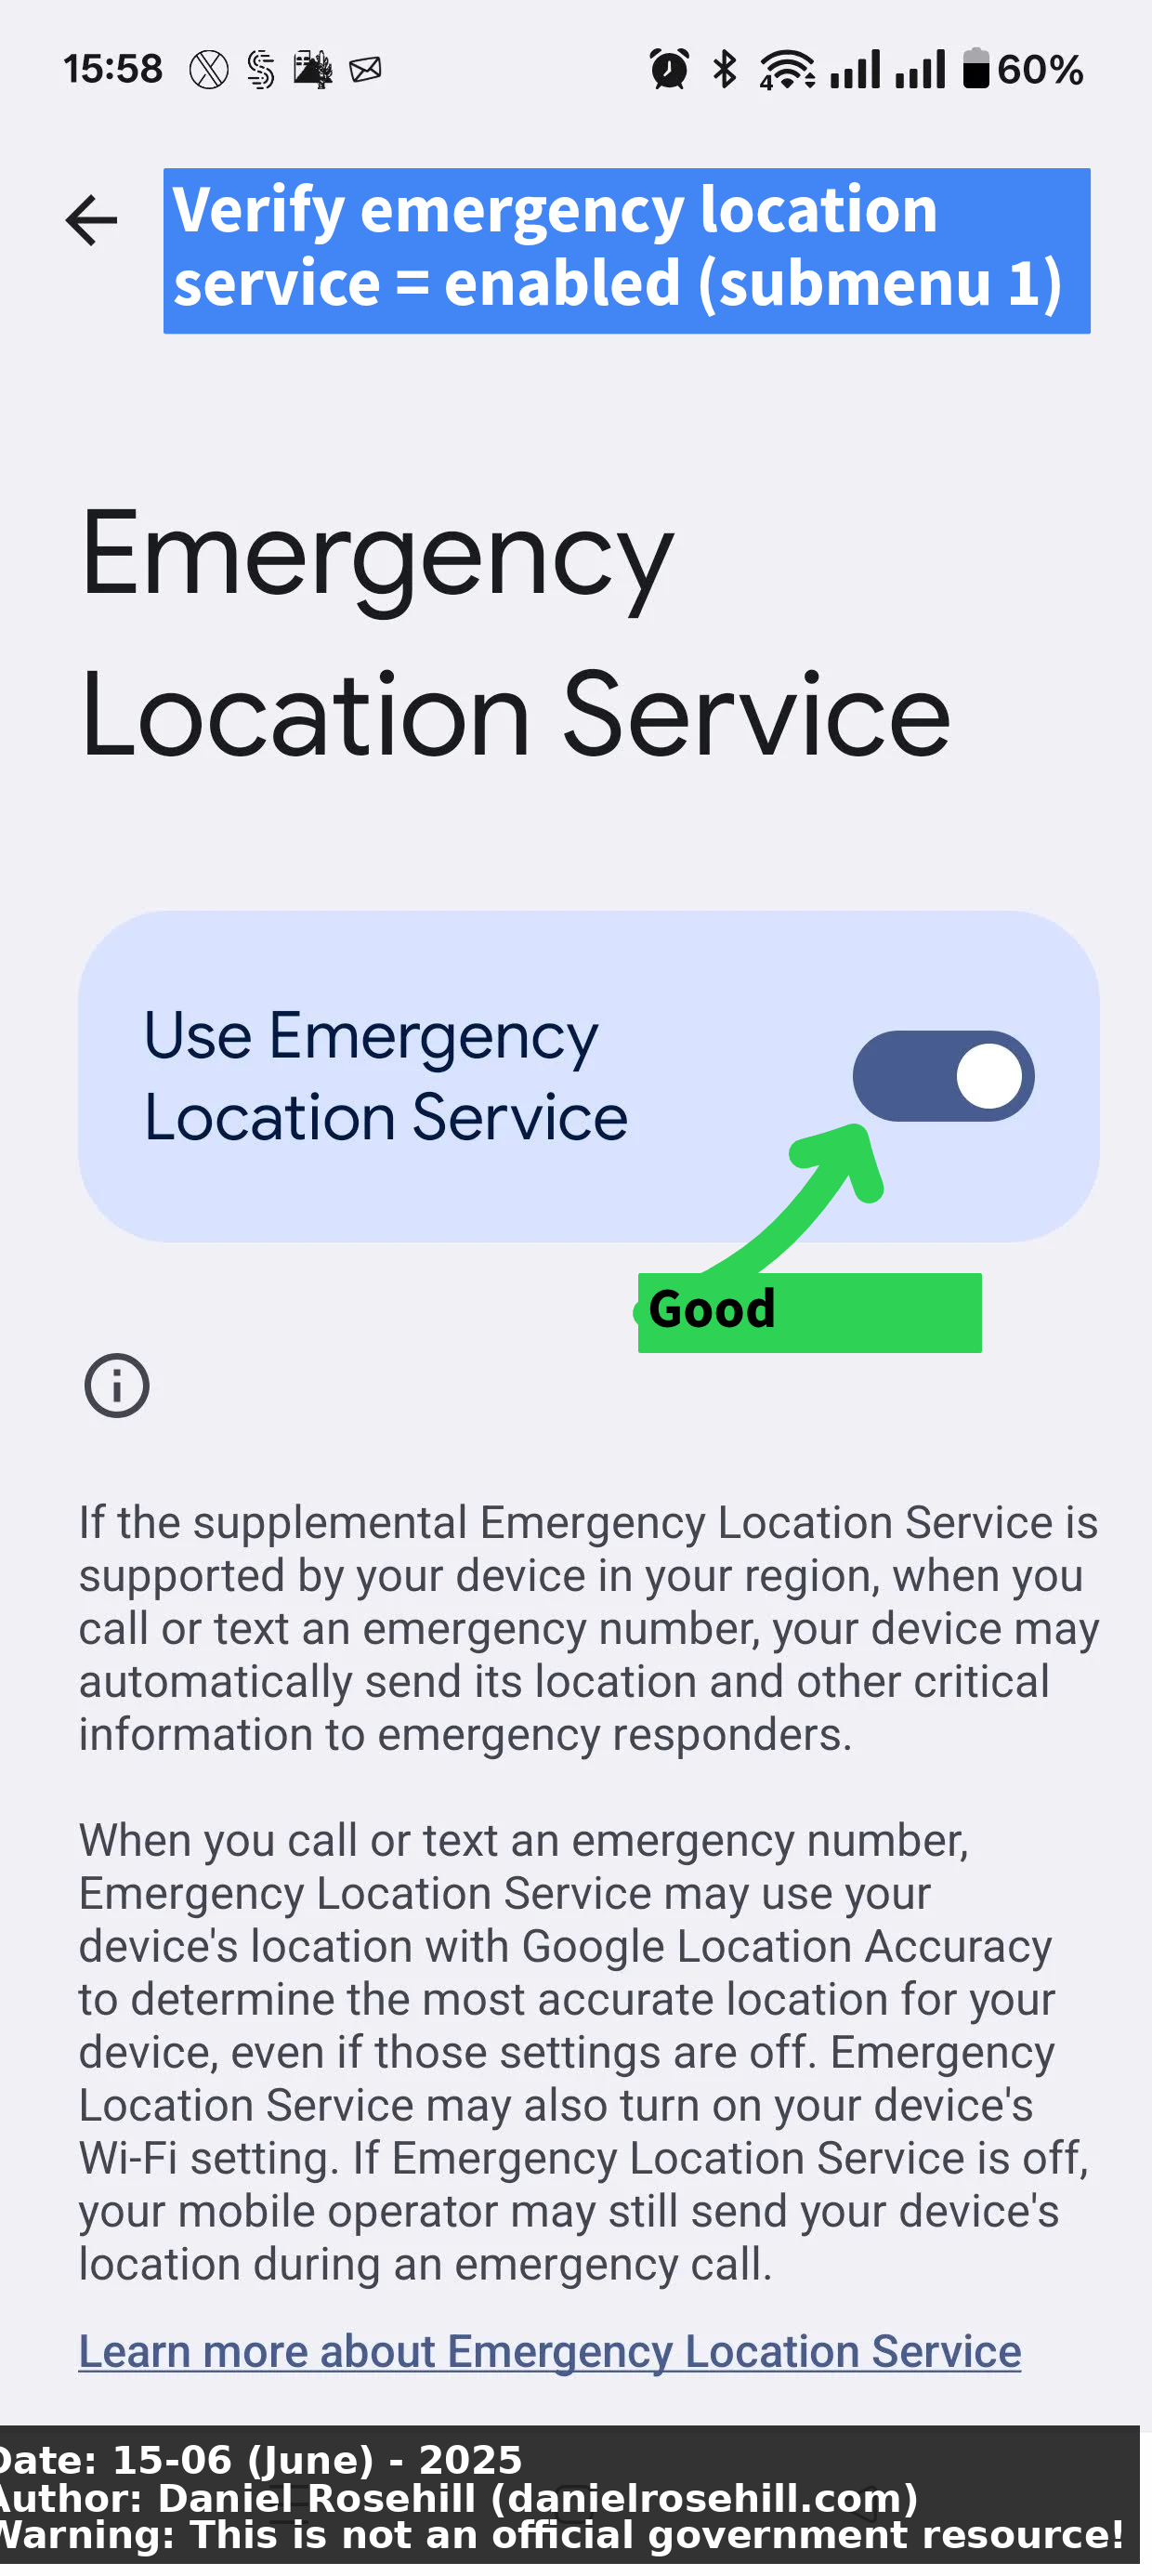 15:58
4
60%
Verify emergency location
service = enabled (submenu 1)
Emergency
Location Service
Use Emergency
Location Service
Good
If the supplemental Emergency Location Service is
supported by your device in your region, when you
call or text an emergency number, your device may
automatically send its location and other critical
information to emergency responders.
When you call or text an emergency number,
Emergency Location Service may use your
device's location with Google Location Accuracy
to determine the most accurate location for your
device, even if those settings are off. Emergency
Location Service may also turn on your device's
Wi-Fi setting. If Emergency Location Service is off,
your mobile operator may still send your device's
location during an emergency call.
Learn more about Emergency Location Service
Date: 15-06 (June) - 2025
Author: Daniel Rosehill (danielrosehill.com)
Warning: This is not an official government resource!